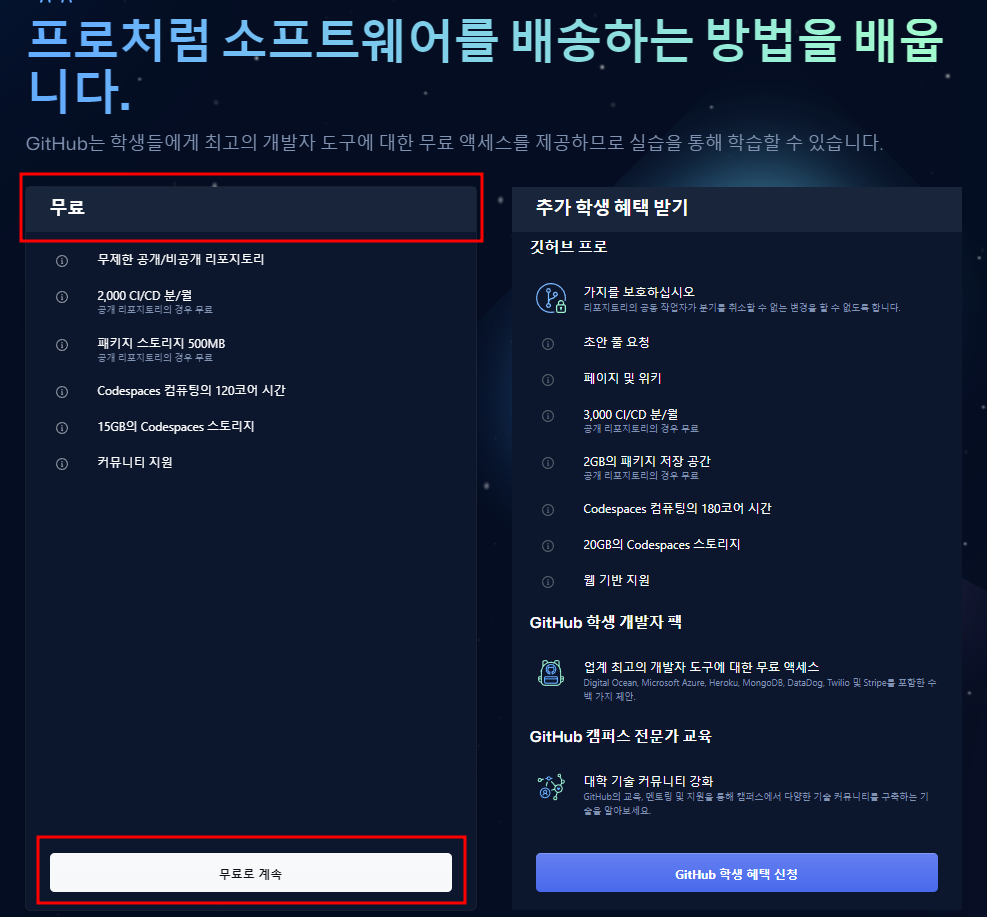 프로처럼 소프트웨어를 배송하는 방법을 배웁
니다.
GitHub는 학생들에게 최고의 개발자 도구에 대한 무료 액세스를 제공하므로 실습을 통해 학습할 수 있습니다.
무료
무제한 공개/비공개 리포지토리
2,000 CI/CD 분/월
공개 리포지토리의 경우 무료
패키지 스토리지 500MB
공개 리포지토리의 경우 무료
Codespaces 컴퓨팅의 120코어 시간
15GB의 Codespaces 스토리지
커뮤니티 지원
무료로 계속
추가 학생 혜택 받기
깃허브 프로
가지를 보호하십시오
리포지토리의 공동 작업자가 분기를 취소할 수 없는 변경을 할 수 없도록 합니다.
초안 풀 요청
페이지 및 위키
3,000 CI/CD 분/월
공개 리포지토리의 경우 무료
2GB의 패키지 저장 공간
공개 리포지토리의 경우 무료
Codespaces 컴퓨팅의 180코어 시간
20GB의 Codespaces 스토리지
웹 기반 지원
GitHub 학생 개발자 팩
업계 최고의 개발자 도구에 대한 무료 액세스
Digital Ocean, Microsoft Azure, Heroku, MongoDB, DataDog, Twilio 및 Stripe를 포함한 수
백 가지 제안.
GitHub 캠퍼스 전문가 교육
대학 기술 커뮤니티 강화
GitHub의 교육, 멘토링 및 지원을 통해 캠퍼스에서 다양한 기술 커뮤니티를 구축하는 기
술을 알아보세요.
GitHub 학생 혜택 신청